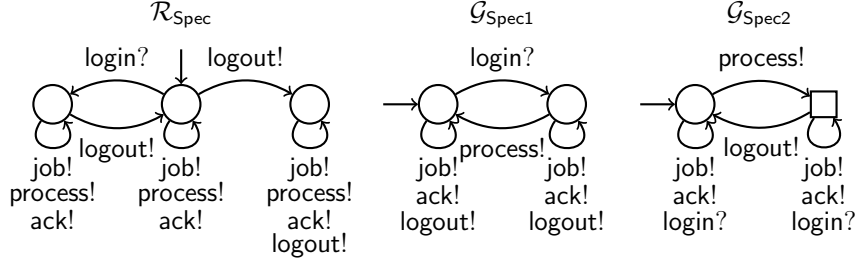 R_Spec G_Spec1 G_Spec2
login? logout! login? process!
logout! process! logout!
job! job! job! job! job! job! job!
process! process! process! ack! ack! ack! ack!
ack! ack! ack! logout! logout! login? login?
logout!